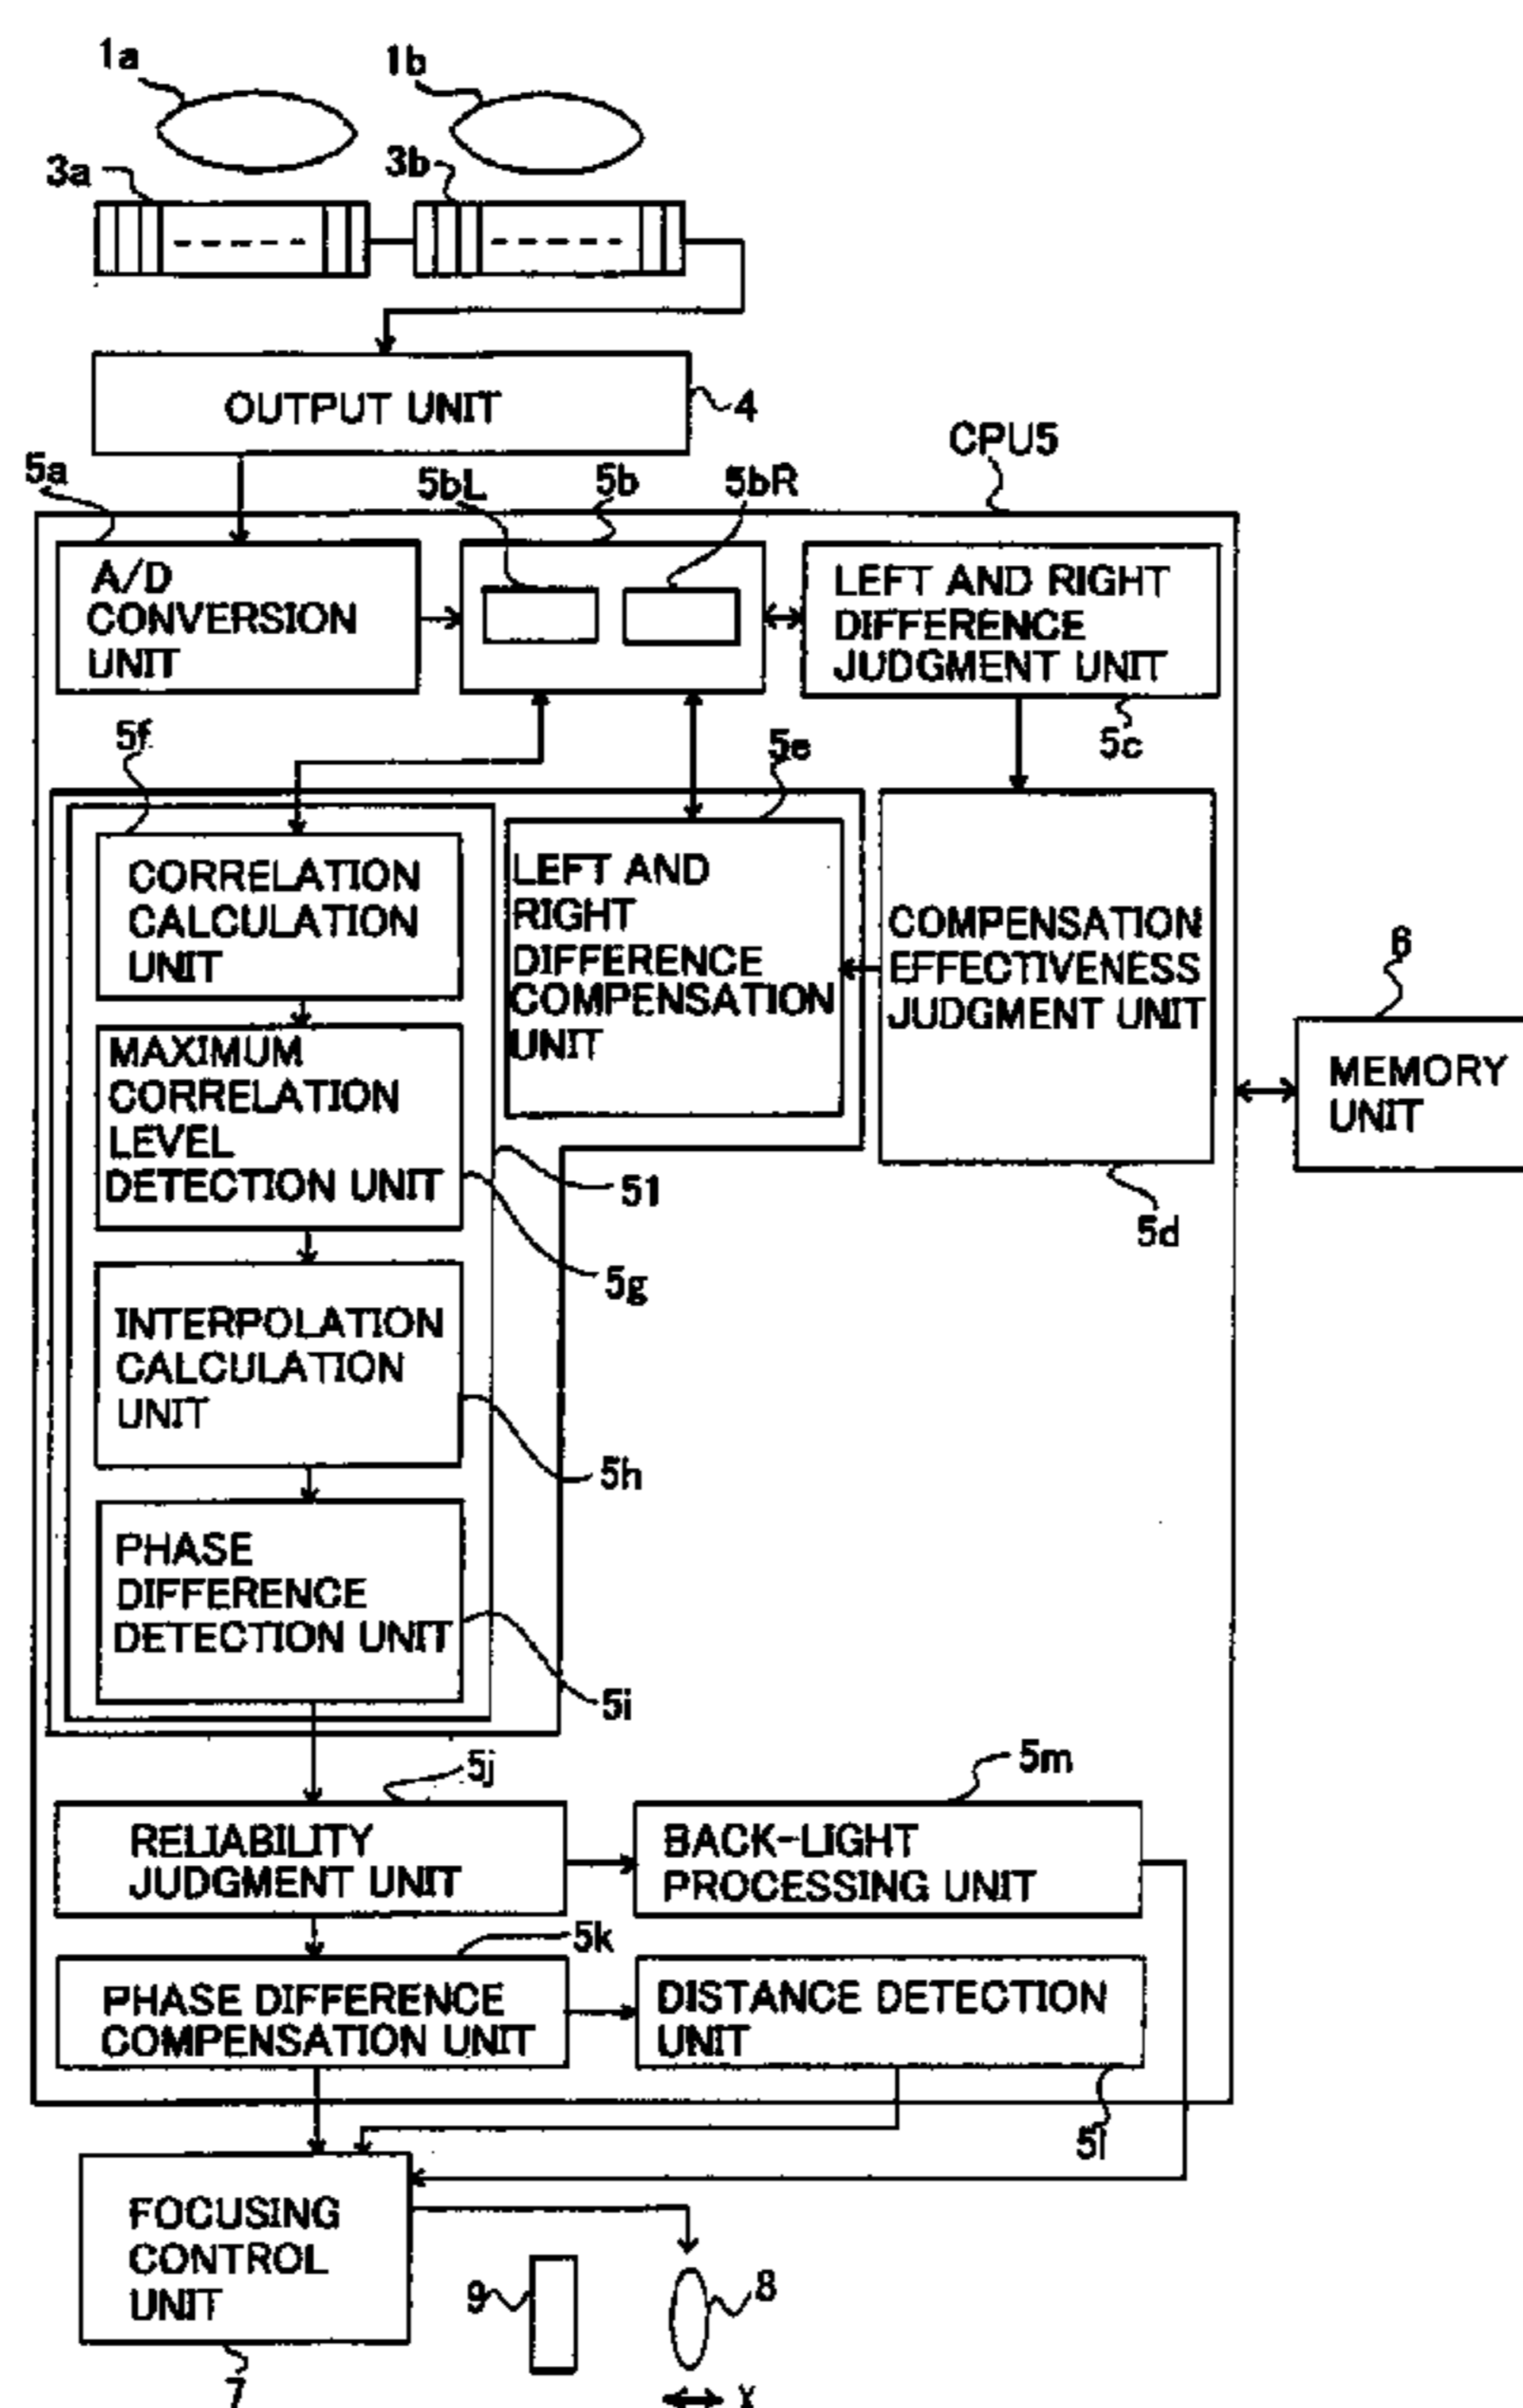 1a
1b
3a
3b
OUTPUT UNIT
4
CPU5
5a
5bL
5b
5bR
A/D
CONVERSION
UNIT
LEFT AND RIGHT
DIFFERENCE
JUDGMENT UNIT
5c
5f
5e
CORRELATION
CALCULATION
UNIT
LEFT AND
RIGHT
DIFFERENCE
COMPENSATION
UNIT
COMPENSATION
EFFECTIVENESS
JUDGMENT UNIT
6
MEMORY
UNIT
MAXIMUM
CORRELATION
LEVEL
DETECTION UNIT
51
5d
5g
INTERPOLATION
CALCULATION
UNIT
5h
PHASE
DIFFERENCE
DETECTION UNIT
5i
5j
5m
RELIABILITY
JUDGMENT UNIT
BACK-LIGHT
PROCESSING UNIT
5k
PHASE DIFFERENCE
COMPENSATION UNIT
DISTANCE DETECTION
UNIT
5l
FOCUSING
CONTROL
UNIT
9
8
7
X